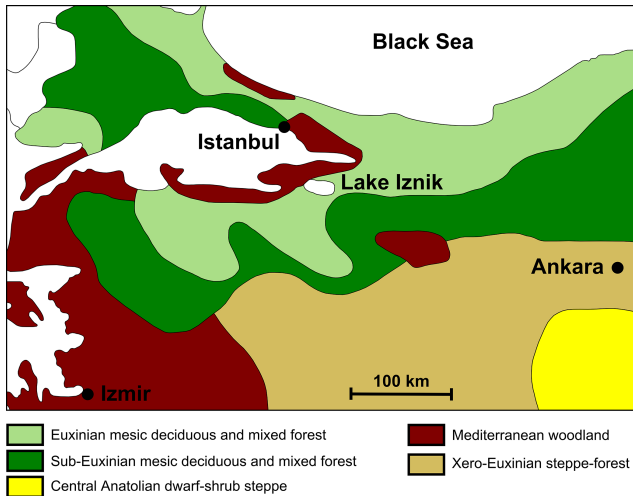 Black Sea
Istanbul
Lake Iznik
Ankara
Izmir
100 km
Euxinian mesic deciduous and mixed forest
Sub-Euxinian mesic deciduous and mixed forest
Central Anatolian dwarf-shrub steppe
Mediterranean woodland
Xero-Euxinian steppe-forest